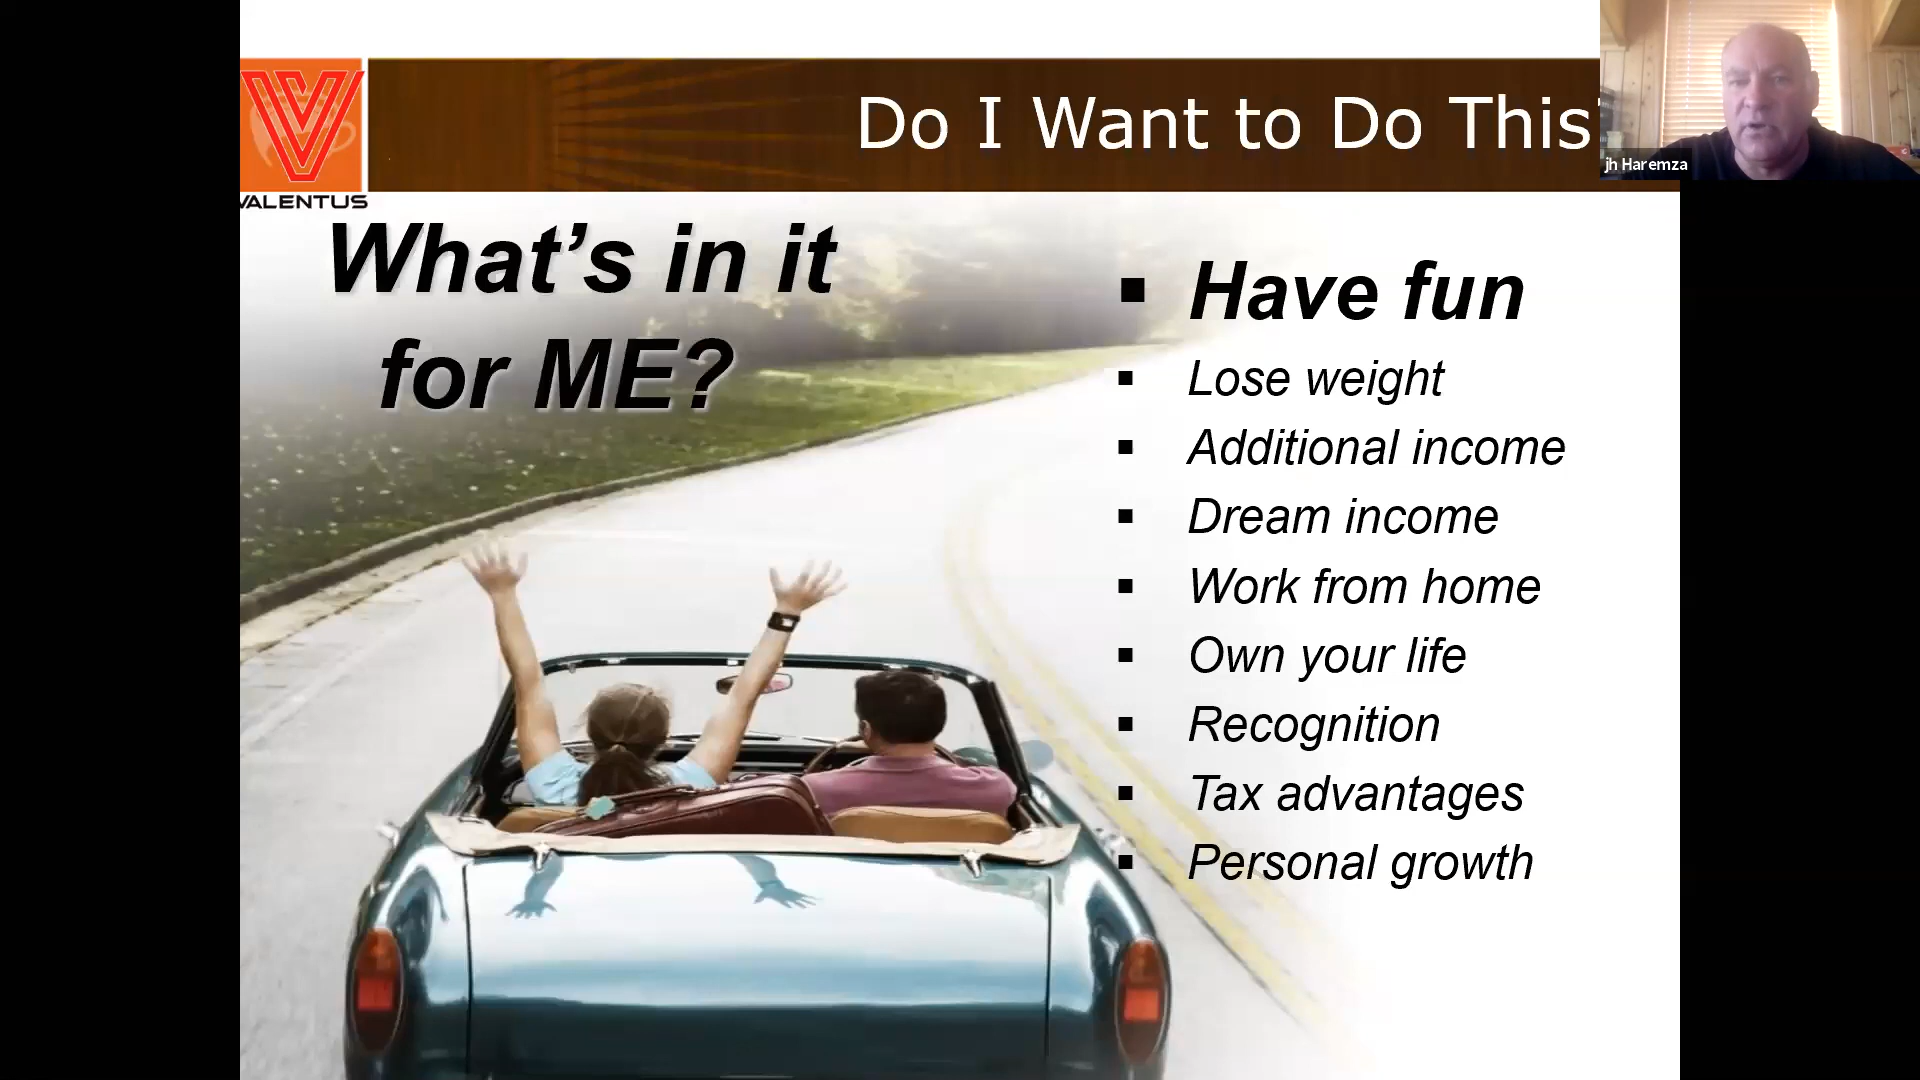 Do I Want to Do This
jh Haremza
VALENTUS
What's in it
for ME?
▪ Have fun
▪ Lose weight
▪ Additional income
▪ Dream income
▪ Work from home
▪ Own your life
▪ Recognition
▪ Tax advantages
▪ Personal growth